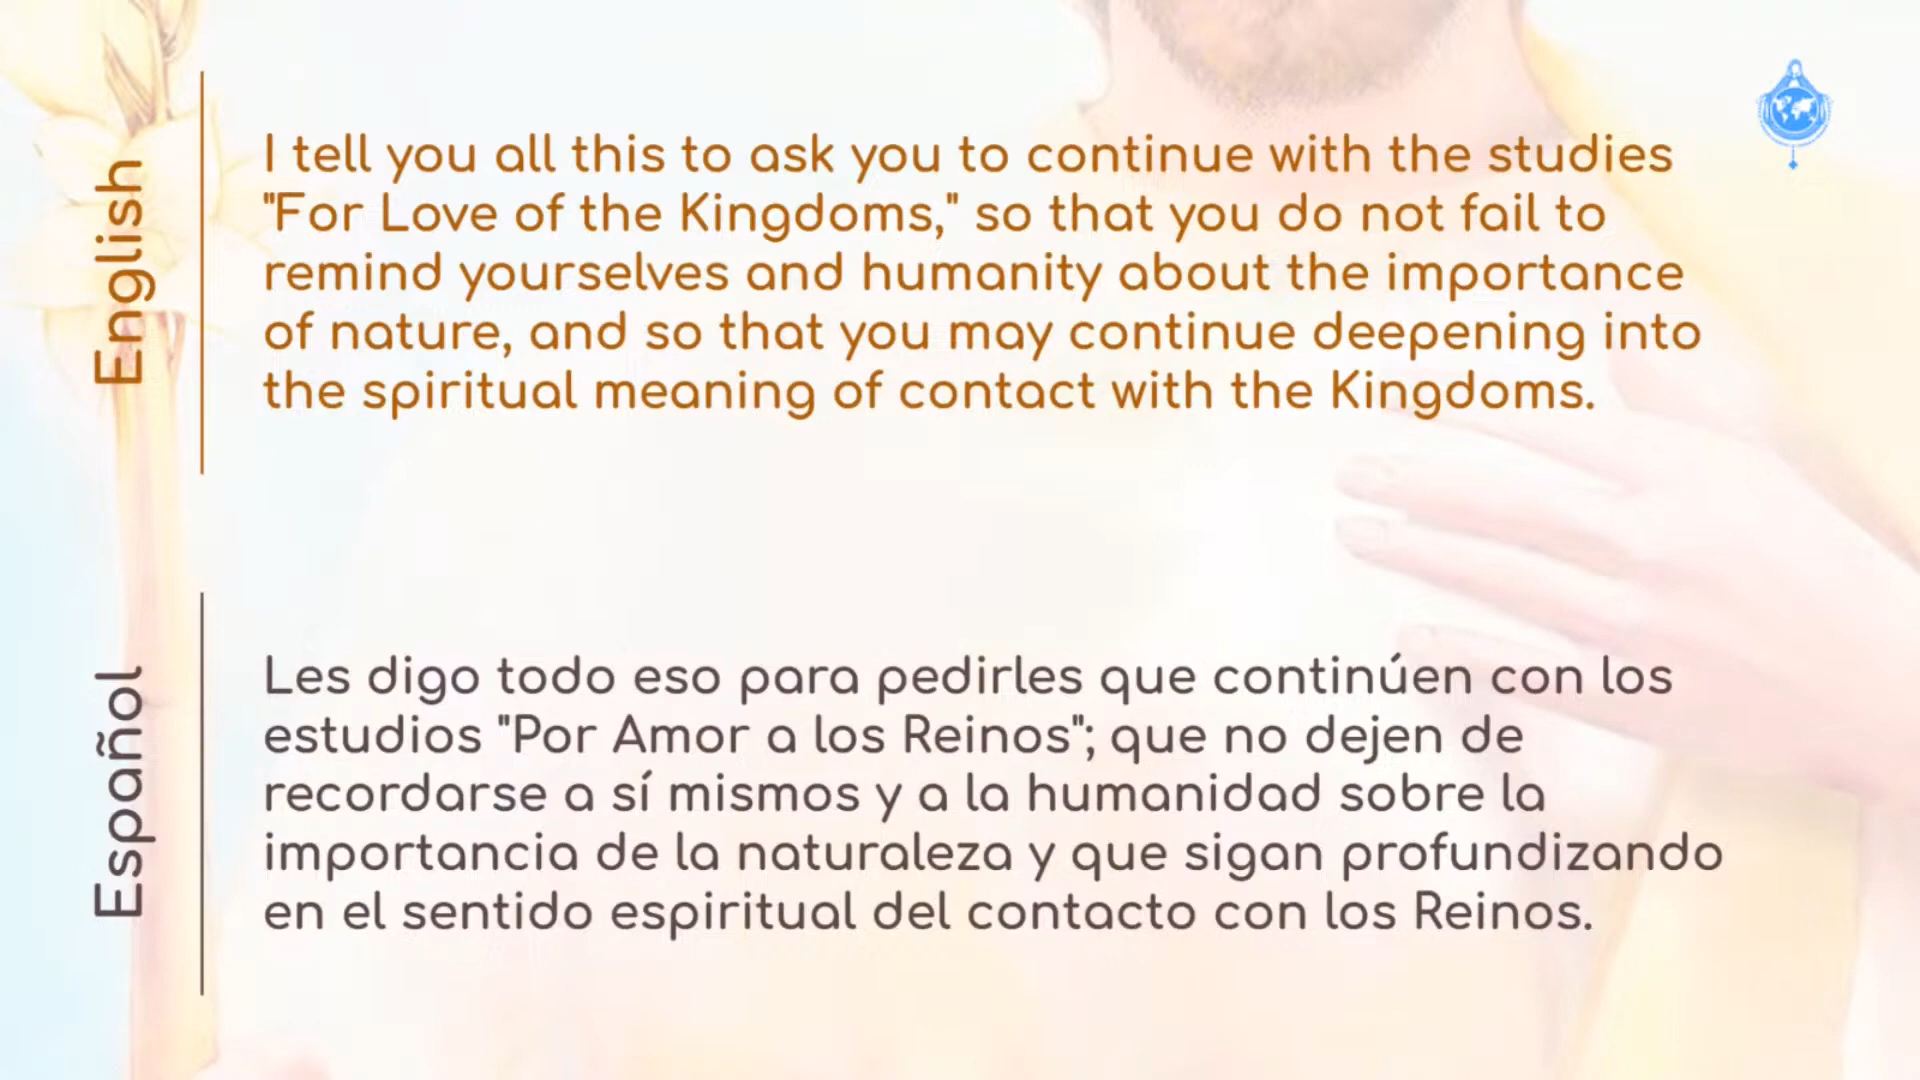 English
I tell you all this to ask you to continue with the studies
"For Love of the Kingdoms," so that you do not fail to
remind yourselves and humanity about the importance
of nature, and so that you may continue deepening into
the spiritual meaning of contact with the Kingdoms.
Español
Les digo todo eso para pedirles que continúen con los
estudios "Por Amor a los Reinos"; que no dejen de
recordarse a sí mismos y a la humanidad sobre la
importancia de la naturaleza y que sigan profundizando
en el sentido espiritual del contacto con los Reinos.